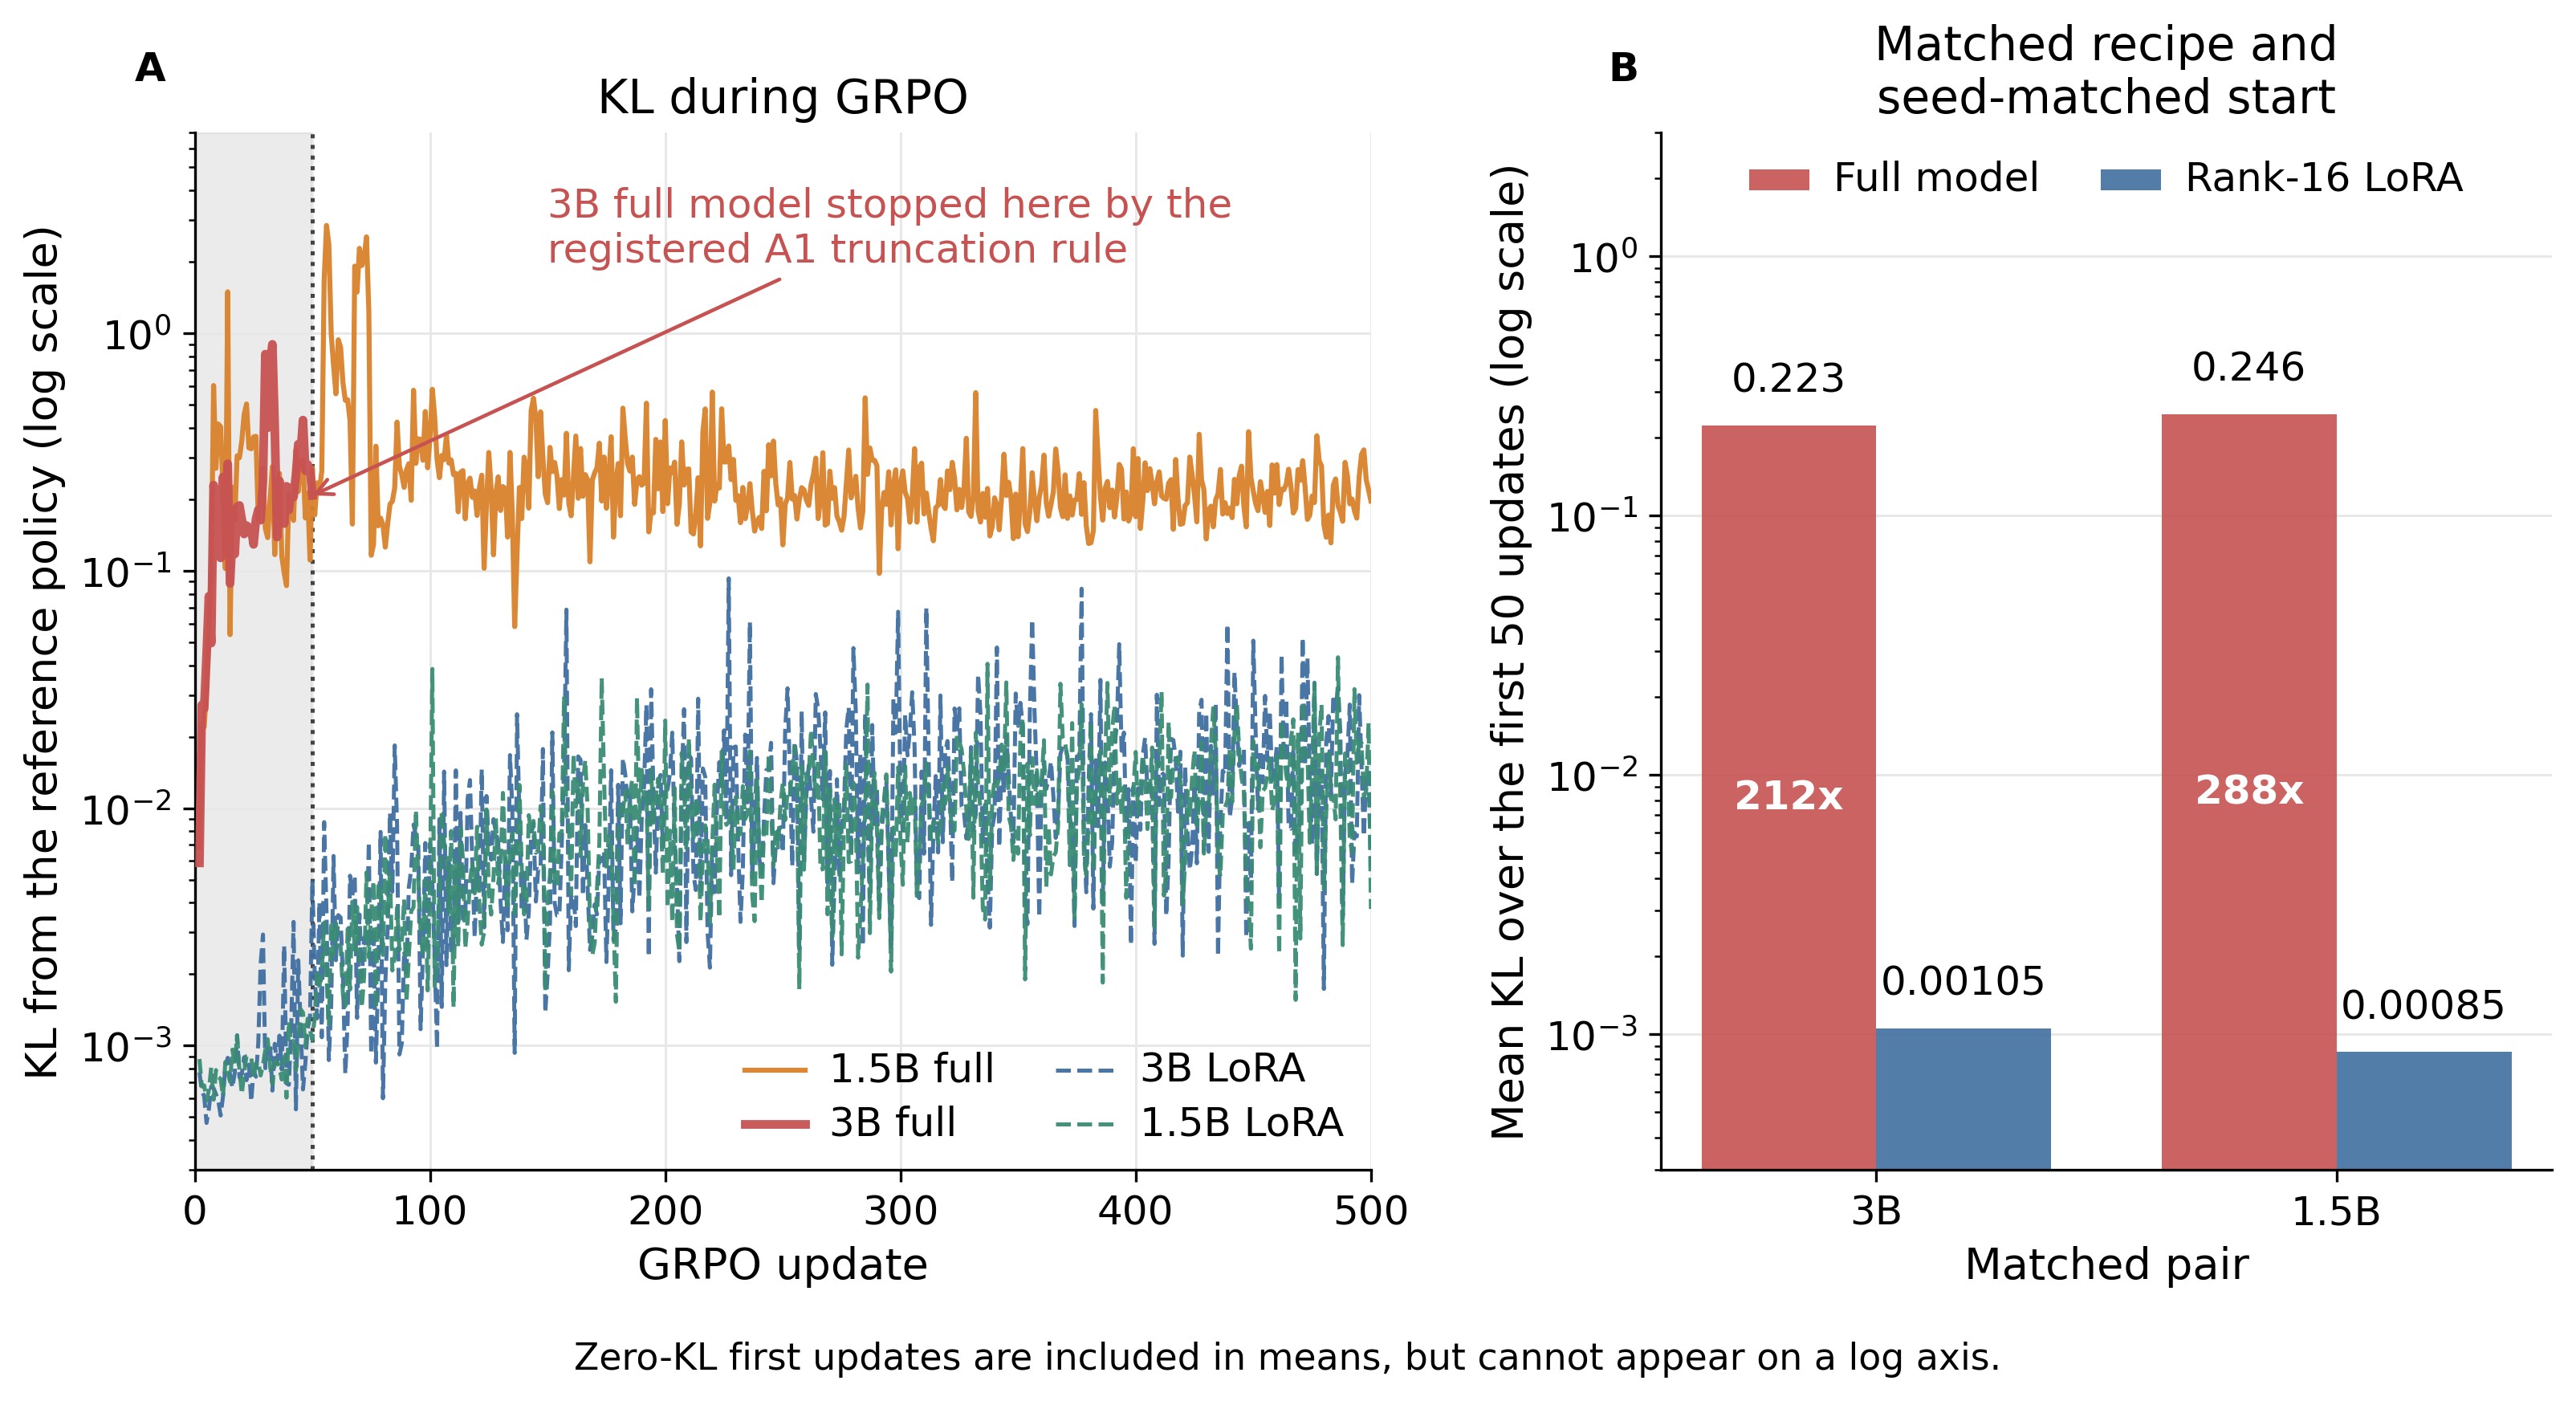 A
KL during GRPO
KL from the reference policy (log scale)
10⁰
10⁻¹
10⁻²
10⁻³
3B full model stopped here by the
registered A1 truncation rule
1.5B full
3B full
3B LoRA
1.5B LoRA
0
100
200
300
400
500
GRPO update
B
Matched recipe and
seed-matched start
Mean KL over the first 50 updates (log scale)
10⁰
10⁻¹
10⁻²
10⁻³
Full model
Rank-16 LoRA
0.223
0.246
212x
288x
0.00105
0.00085
3B
1.5B
Matched pair
Zero-KL first updates are included in means, but cannot appear on a log axis.